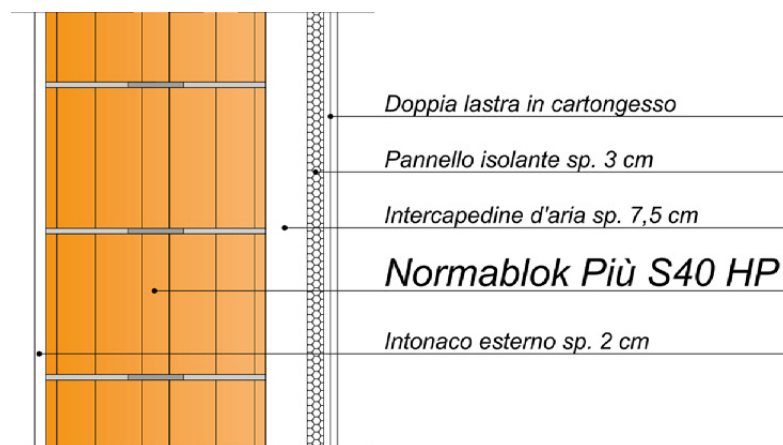 Doppia lastra in cartongesso
Pannello isolante sp. 3 cm
Intercapedine d'aria sp. 7,5 cm
Normablok Più S40 HP
Intonaco esterno sp. 2 cm